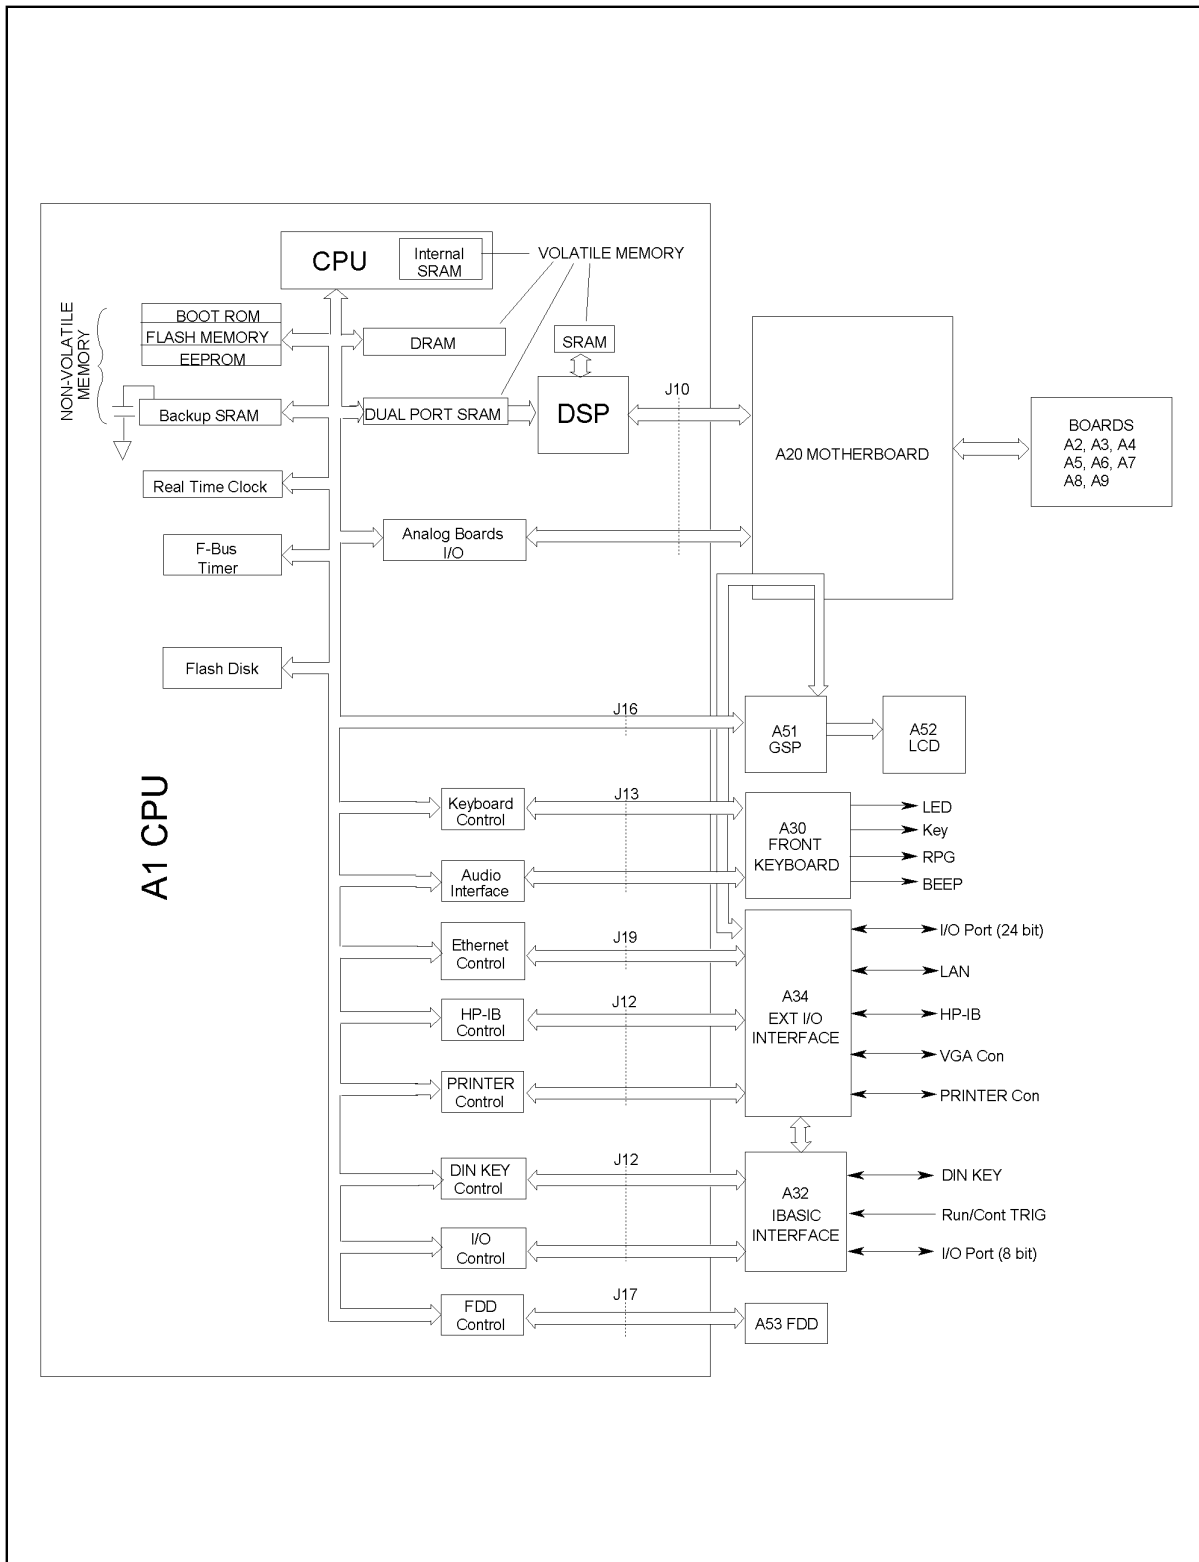 CPU
Internal
SRAM
VOLATILE MEMORY
NON-VOLATILE
MEMORY
BOOT ROM
FLASH MEMORY
EEPROM
DRAM
SRAM
Backup SRAM
DUAL PORT SRAM
DSP
J10
A20 MOTHERBOARD
BOARDS
A2, A3, A4
A5, A6, A7
A8, A9
Real Time Clock
F-Bus
Timer
Analog Boards
I/O
Flash Disk
J16
A51
GSP
A52
LCD
A1 CPU
Keyboard
Control
J13
A30
FRONT
KEYBOARD
LED
Key
RPG
BEEP
Audio
Interface
Ethernet
Control
J19
HP-IB
Control
J12
A34
EXT I/O
INTERFACE
I/O Port (24 bit)
LAN
HP-IB
VGA Con
PRINTER Con
PRINTER
Control
DIN KEY
Control
J12
A32
IBASIC
INTERFACE
DIN KEY
Run/Cont TRIG
I/O Port (8 bit)
I/O
Control
FDD
Control
J17
A53 FDD